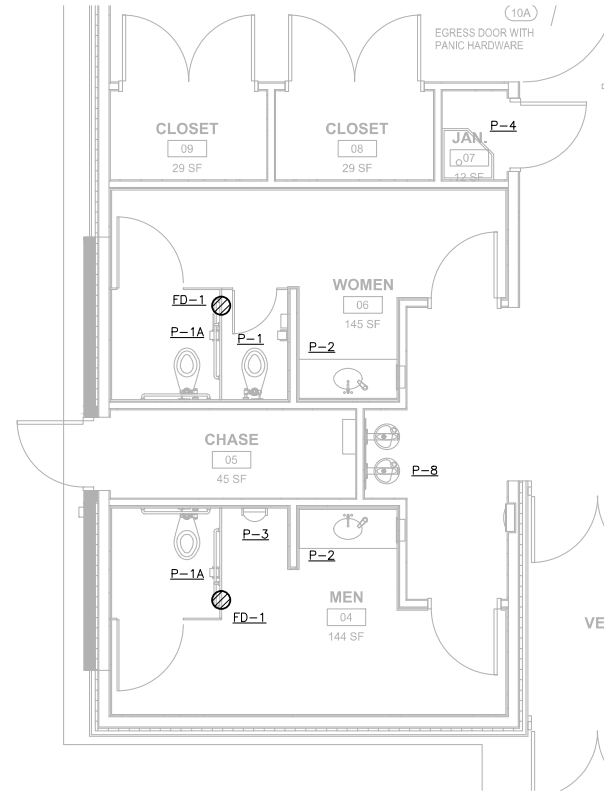 10A
EGRESS DOOR WITH
PANIC HARDWARE
CLOSET
09
29 SF
CLOSET
08
29 SF
P-4
JAN.
07
12 SF
WOMEN
06
145 SF
FD-1
P-1A
P-1
P-2
CHASE
05
45 SF
P-8
P-3
P-2
P-1A
FD-1
MEN
04
144 SF
VE